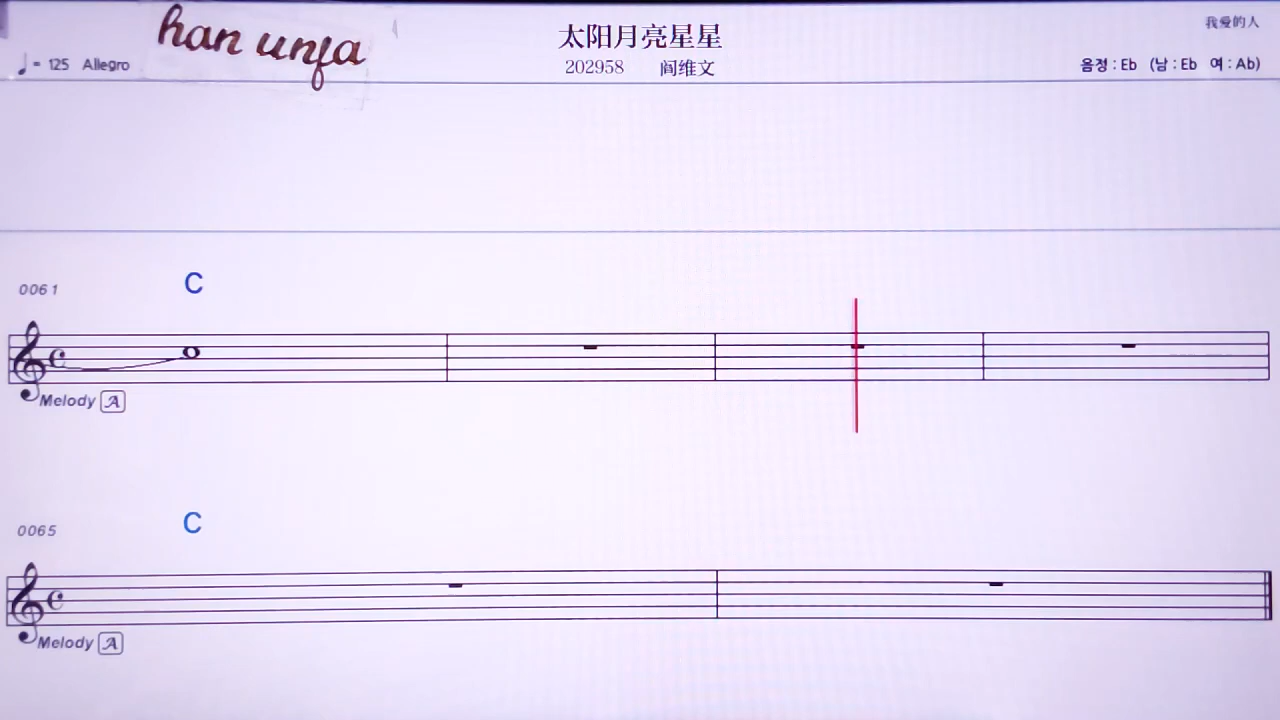 han unfa
太阳月亮星星
我爱的人
♩= 125 Allegro
202958 阎维文
음정 : Eb (남 : Eb 여 : Ab)
0061
C
Melody A
0065
C
Melody A